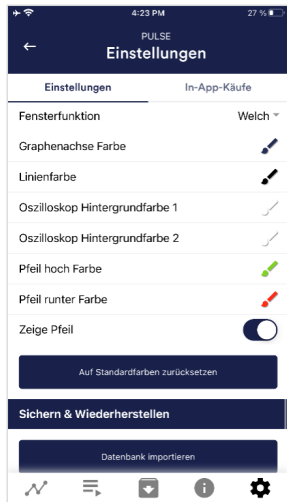 4:23 PM
27 %
PULSE
Einstellungen
Einstellungen In-App-Käufe
Fensterfunktion Welch
Graphenachse Farbe
Linienfarbe
Oszilloskop Hintergrundfarbe 1
Oszilloskop Hintergrundfarbe 2
Pfeil hoch Farbe
Pfeil runter Farbe
Zeige Pfeil
Auf Standardfarben zurücksetzen
Sichern & Wiederherstellen
Datenbank importieren